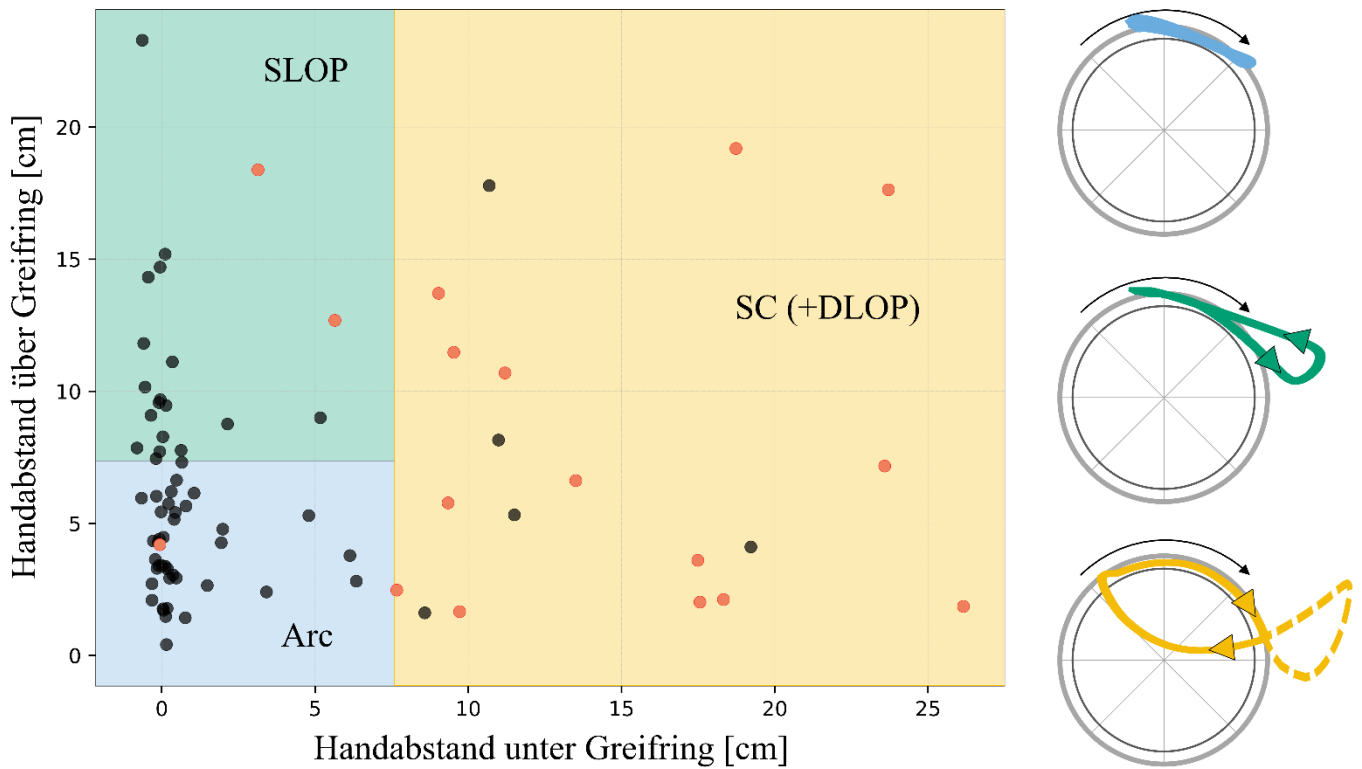 Handabstand über Greifring [cm]
20
15
10
5
0
SLOP
SC (+DLOP)
Arc
0 5 10 15 20 25
Handabstand unter Greifring [cm]